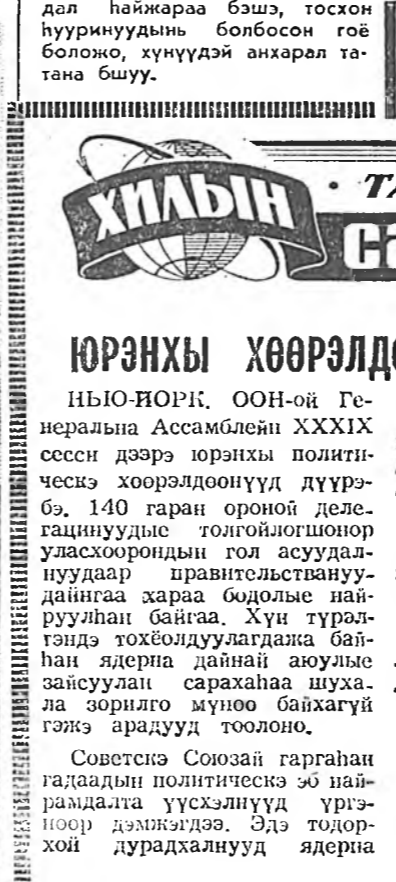 дал һайжараа бэшэ, тосхон
һууринуудынь болбосон гоё
боложо, хүнүүдэй анхарал та-
тана бшуу.
ХИЛЫН
ЮРЭНХЫ ХӨӨРЭЛД
НЬЮ-ЙОРК. ООН-ой Ге-
неральна Ассамблейн XXXIX
сесси дээрэ юрэнхы полити-
ческэ хөөрэлдөөнүүд дүүрэ-
бэ. 140 гаран оройной деле-
гацинуудые толгойлогшонор
уласхоорондын гол асуудал-
нуудаар правительствануу-
дайнгаа хараа бодолые най-
руулһан байгаа. Хүн түрэл-
гэндэ тохёолдуулагдажа бай-
һан ядерна дайнай аюулые
зайсуулан сарахаһаа шуха-
ла зорилго мүнөө байхагүй
гэжэ арадууд тоолоно.
Советскэ Союзай гаргаһан
гадаадын политическэ эб най-
рамдалта үүсхэлнүүд үргэ-
нөөр дэмжэгдээ. Эдэ тодор-
хой дурадхалнууд ядерна